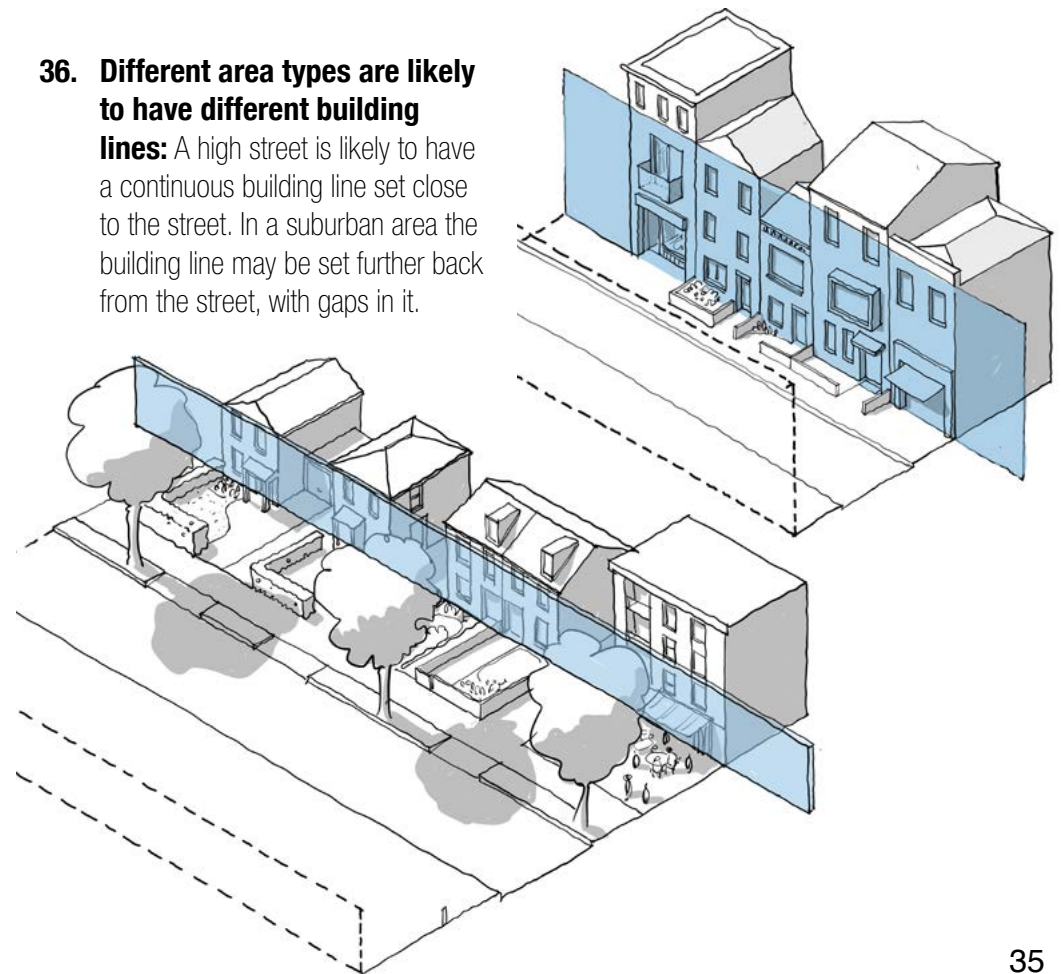 36. Different area types are likely
to have different building
lines: A high street is likely to have
a continuous building line set close
to the street. In a suburban area the
building line may be set further back
from the street, with gaps in it.
35